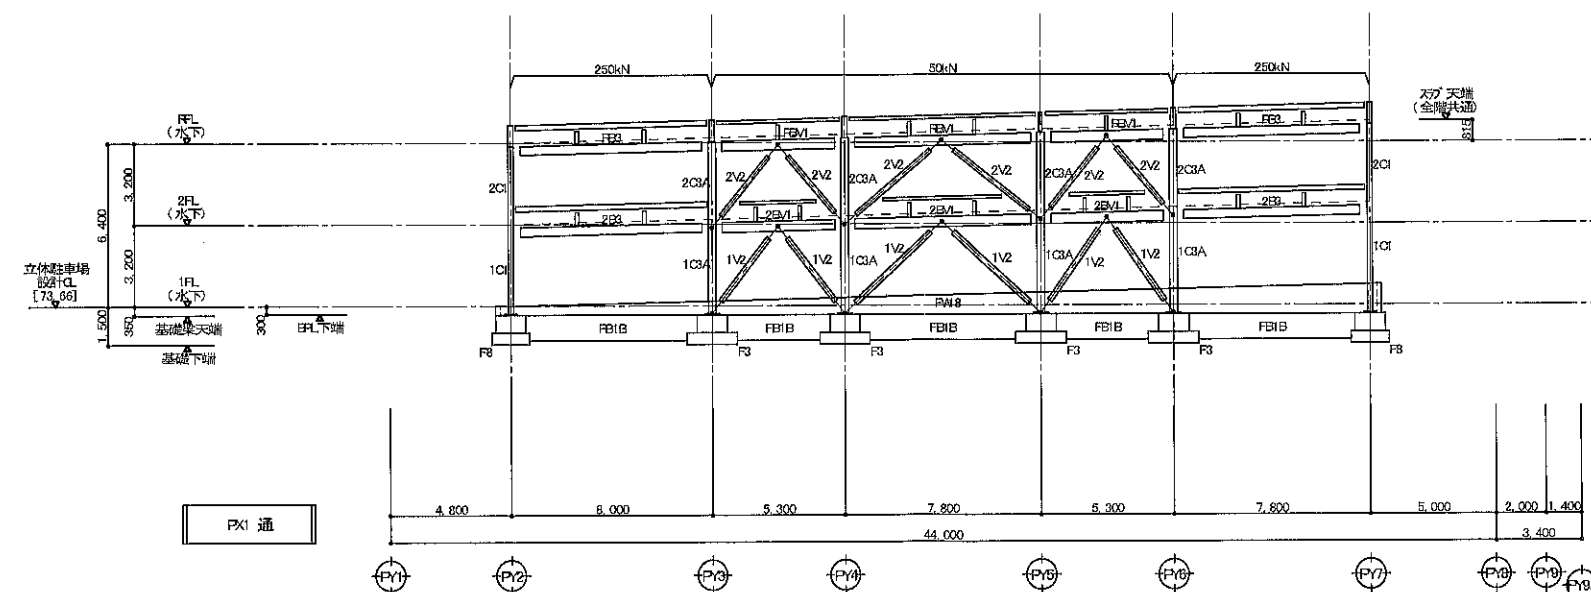 250kN
50kN
250kN
RFL
(水下)
スラブ天端
(全階共通)
815
RB3
RBV1
RBV1
RBV1
RB3
2C1
2C3A
2V2
2V2
2C3A
2V2
2V2
2C3A
2V2
2V2
2C3A
2C1
3,200
6,400
2FL
(水下)
2B3
2BV1
2BV1
2BV1
2B3
1C1
1C3A
1V2
1V2
1C3A
1V2
1V2
1C3A
1V2
1V2
1C3A
1C1
3,200
立体駐車場
設計GL
[73.66]
1FL
(水下)
FW18
1,500
350
基礎梁天端
300
BPL下端
基礎下端
FB1B
FB1B
FB1B
FB1B
FB1B
F8
F3
F3
F3
F3
F8
PX1 通
4,800
8,000
5,300
7,800
5,300
7,800
5,000
2,000
1,400
44,000
3,400
PY1
PY2
PY3
PY4
PY5
PY6
PY7
PY8
PY9